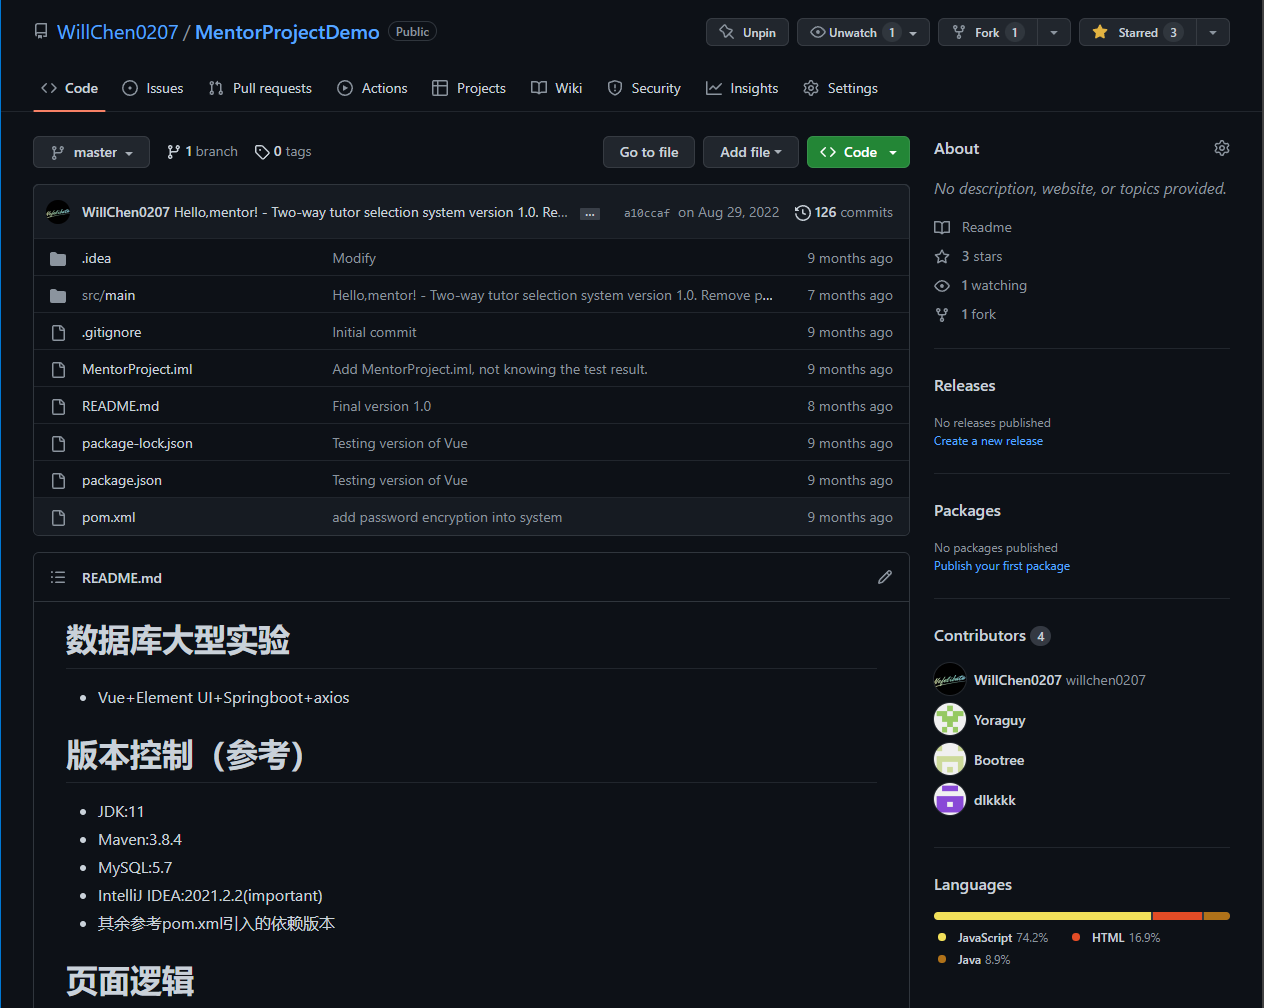 WillChen0207 / MentorProjectDemo Public
Unpin
Unwatch 1
Fork 1
Starred 3
Code
Issues
Pull requests
Actions
Projects
Wiki
Security
Insights
Settings
master
1 branch
0 tags
Go to file
Add file
Code
WillChen0207 Hello,mentor! - Two-way tutor selection system version 1.0. Re... ... a10ccaf on Aug 29, 2022 126 commits
.idea Modify 9 months ago
src/main Hello,mentor! - Two-way tutor selection system version 1.0. Remove p... 7 months ago
.gitignore Initial commit 9 months ago
MentorProject.iml Add MentorProject.iml, not knowing the test result. 9 months ago
README.md Final version 1.0 8 months ago
package-lock.json Testing version of Vue 9 months ago
package.json Testing version of Vue 9 months ago
pom.xml add password encryption into system 9 months ago
README.md
数据库大型实验
Vue+Element UI+Springboot+axios
版本控制（参考）
JDK:11
Maven:3.8.4
MySQL:5.7
IntelliJ IDEA:2021.2.2(important)
其余参考pom.xml引入的依赖版本
页面逻辑
About
No description, website, or topics provided.
Readme
3 stars
1 watching
1 fork
Releases
No releases published
Create a new release
Packages
No packages published
Publish your first package
Contributors 4
WillChen0207 willchen0207
Yoraguy
Bootree
dlkkkk
Languages
JavaScript 74.2%
HTML 16.9%
Java 8.9%